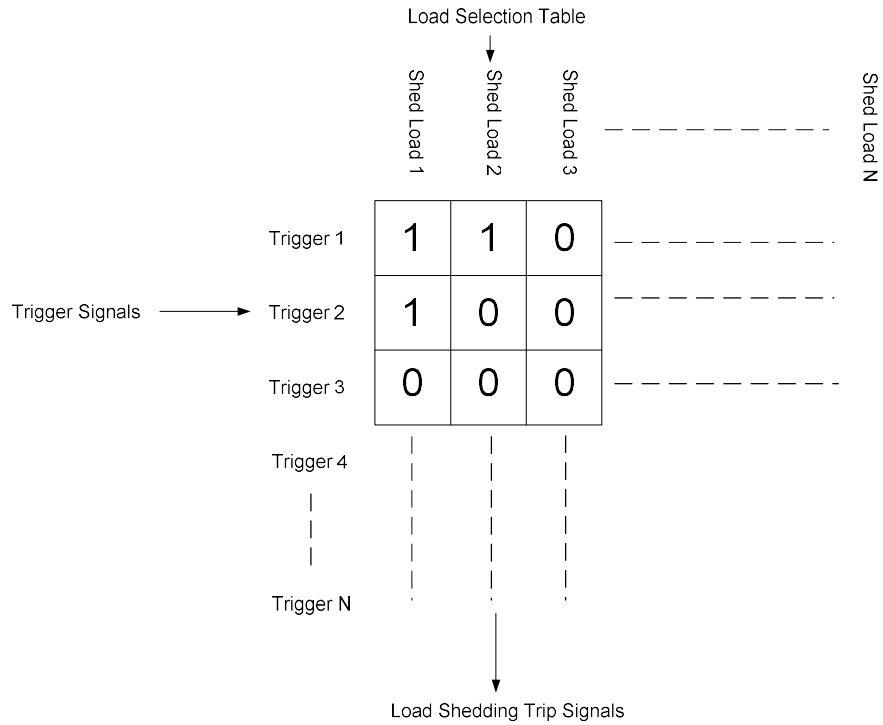 Load Selection Table
Shed Load 1
Shed Load 2
Shed Load 3
Shed Load N
Trigger 1
1 1 0
Trigger Signals
Trigger 2
1 0 0
Trigger 3
0 0 0
Trigger 4
Trigger N
Load Shedding Trip Signals